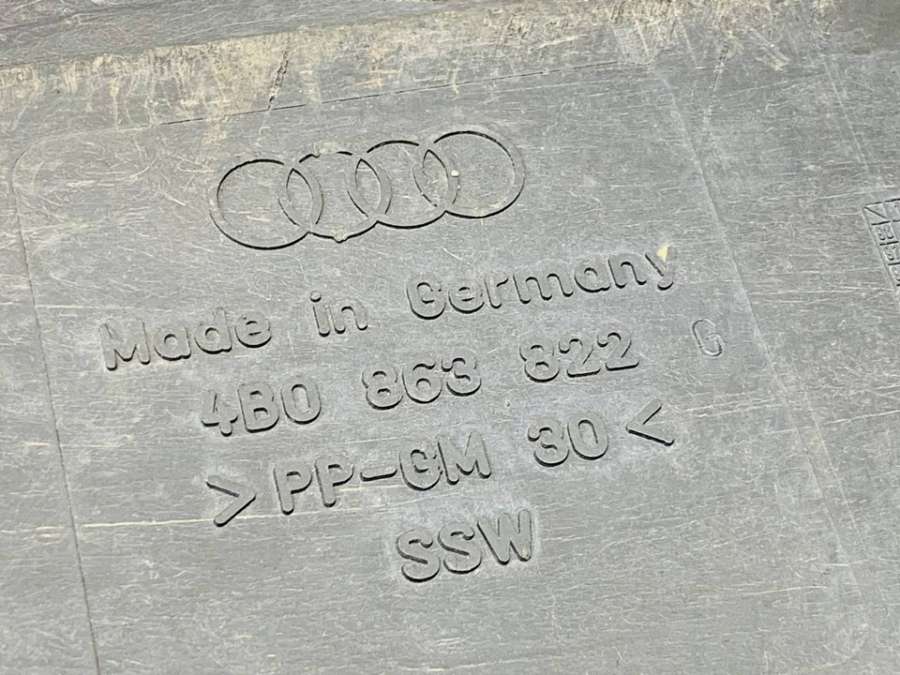 Made in Germany
4B0 863 822 C
>PP-GM 30<
SSW